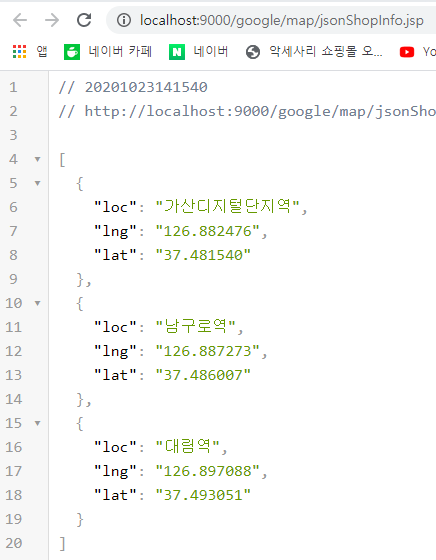 localhost:9000/google/map/jsonShopInfo.jsp
앱 네이버 카페 네이버 악세사리 쇼핑몰 오... Yo
1 // 20201023141540
2 // http://localhost:9000/google/map/jsonSho
3
4 [
5 {
6 "loc": "가산디지털단지역",
7 "lng": "126.882476",
8 "lat": "37.481540"
9 },
10 {
11 "loc": "남구로역",
12 "lng": "126.887273",
13 "lat": "37.486007"
14 },
15 {
16 "loc": "대림역",
17 "lng": "126.897088",
18 "lat": "37.493051"
19 }
20 ]